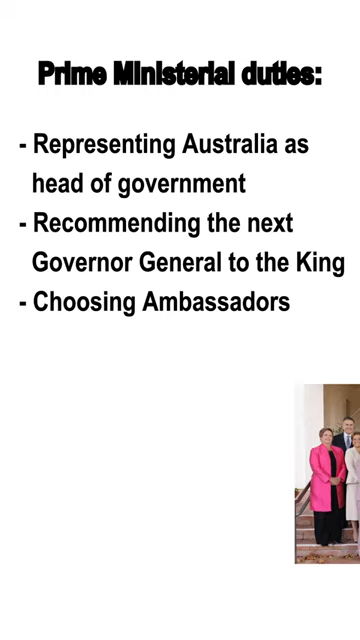 Prime Ministerial duties:
- Representing Australia as
head of government
- Recommending the next
Governor General to the King
- Choosing Ambassadors